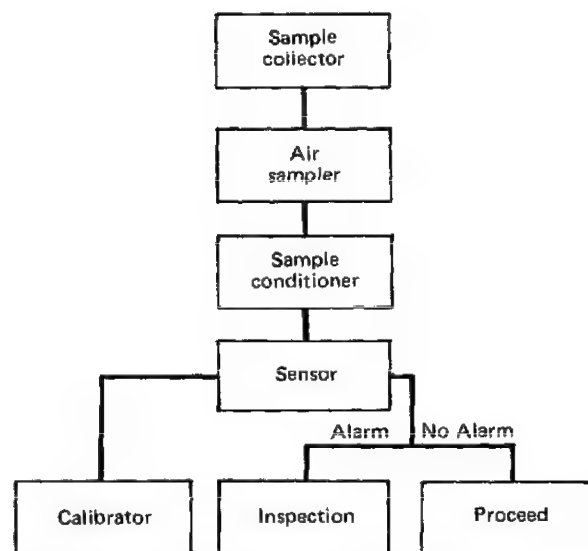 Sample
collector
Air
sampler
Sample
conditioner
Sensor
Alarm
No Alarm
Calibrator
Inspection
Proceed